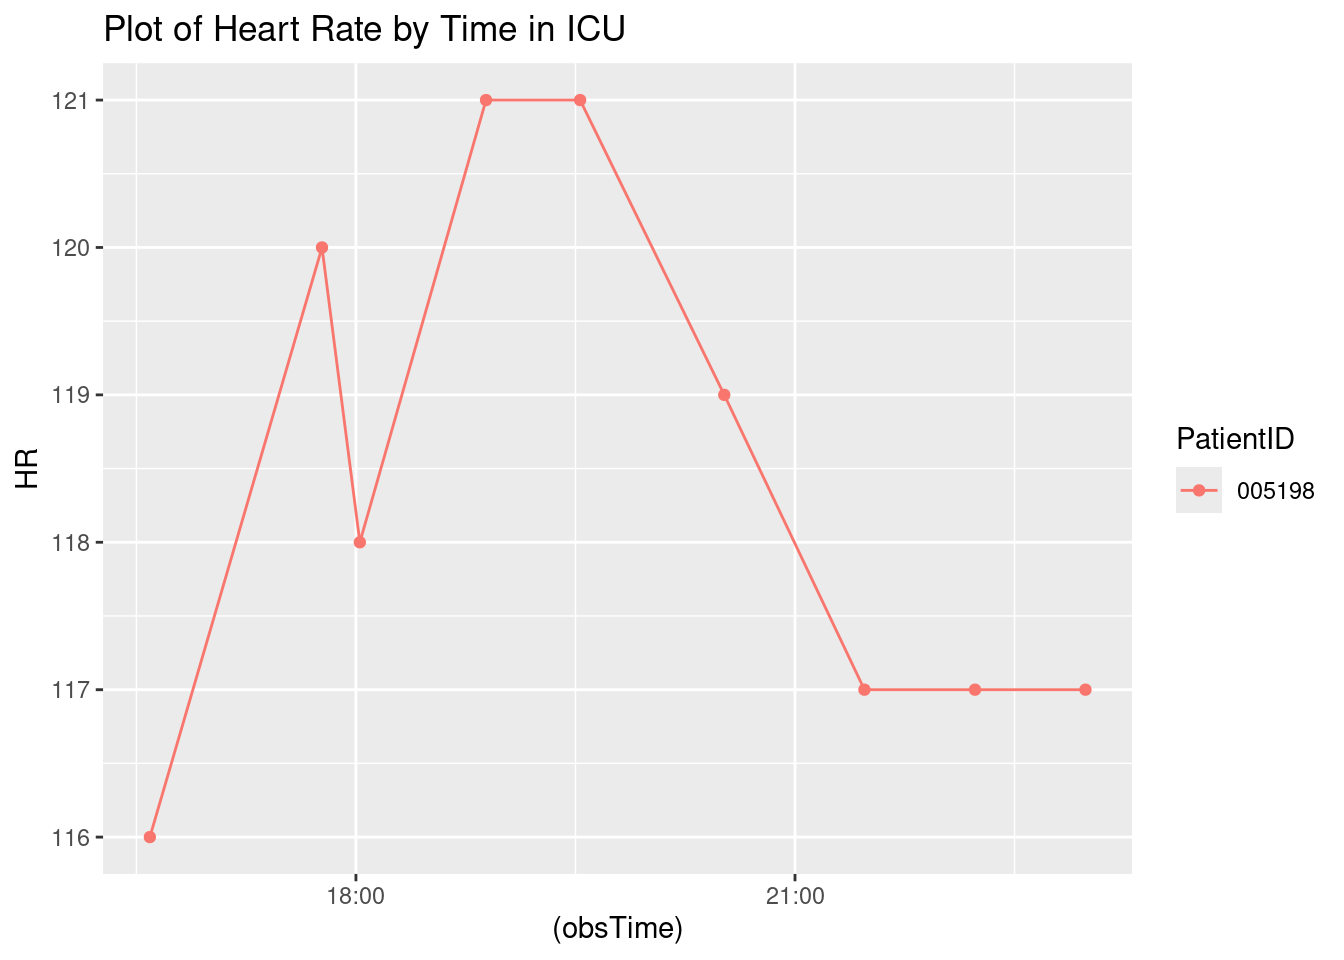 Plot of Heart Rate by Time in ICU
121
120
119
118
117
116
HR
18:00
21:00
(obsTime)
PatientID
005198